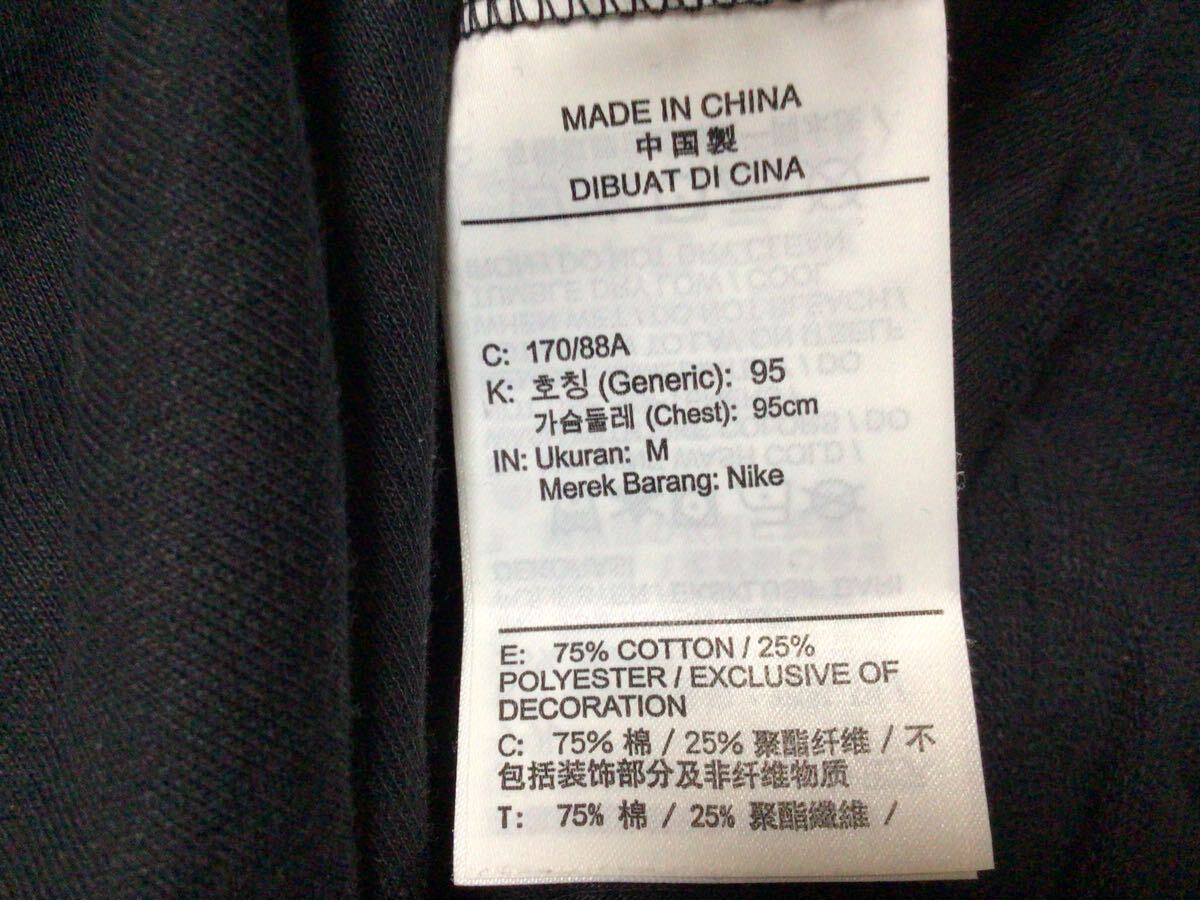 MADE IN CHINA
中国製
DIBUAT DI CINA
C: 170/88A
K: 호칭 (Generic): 95
가슴둘레 (Chest): 95cm
IN: Ukuran: M
Merek Barang: Nike
E: 75% COTTON / 25%
POLYESTER / EXCLUSIVE OF
DECORATION
C: 75% 棉 / 25% 聚酯纤维 / 不
包括装饰部分及非纤维物质
T: 75% 棉 / 25% 聚酯纖維 /